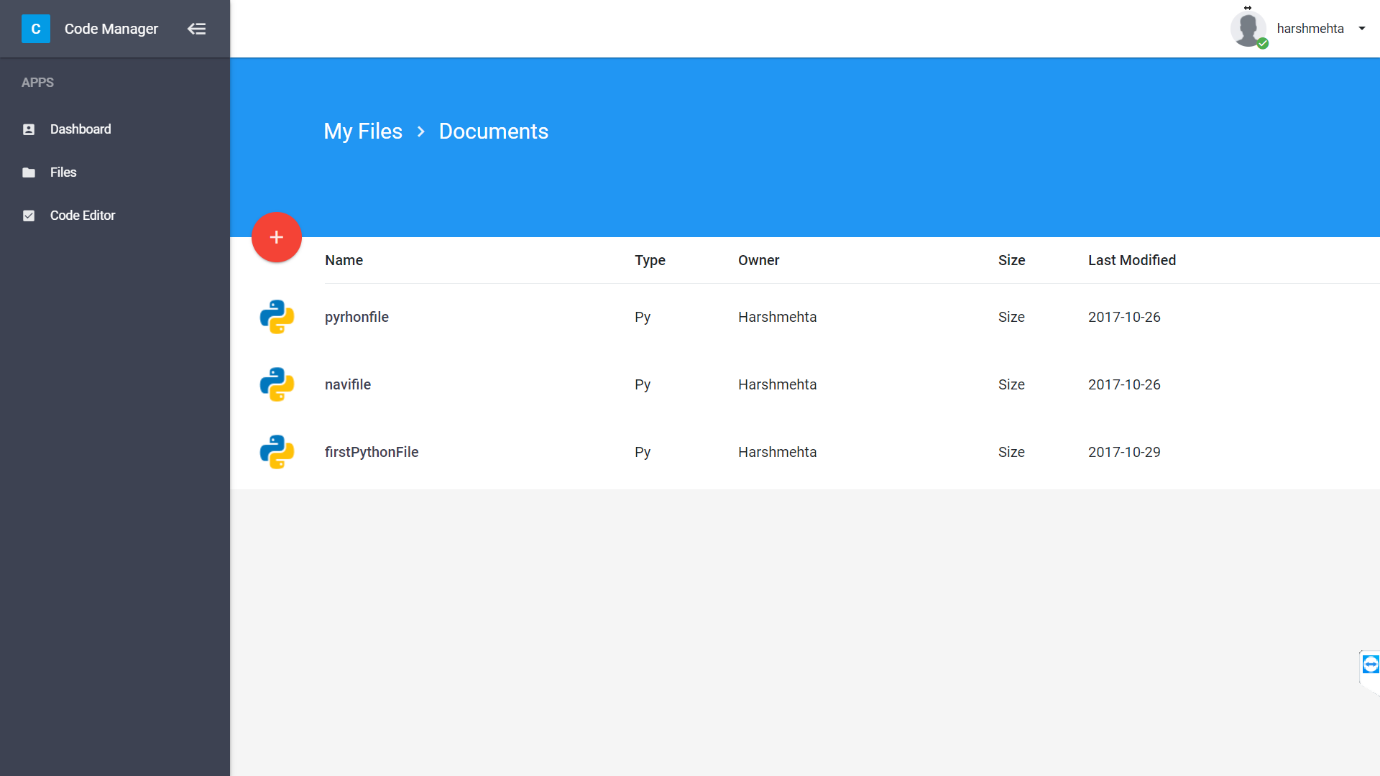 C Code Manager
harshmehta
APPS
Dashboard
Files
Code Editor
My Files > Documents
+
Name Type Owner Size Last Modified
pyrhonfile Py Harshmehta Size 2017-10-26
navifile Py Harshmehta Size 2017-10-26
firstPythonFile Py Harshmehta Size 2017-10-29